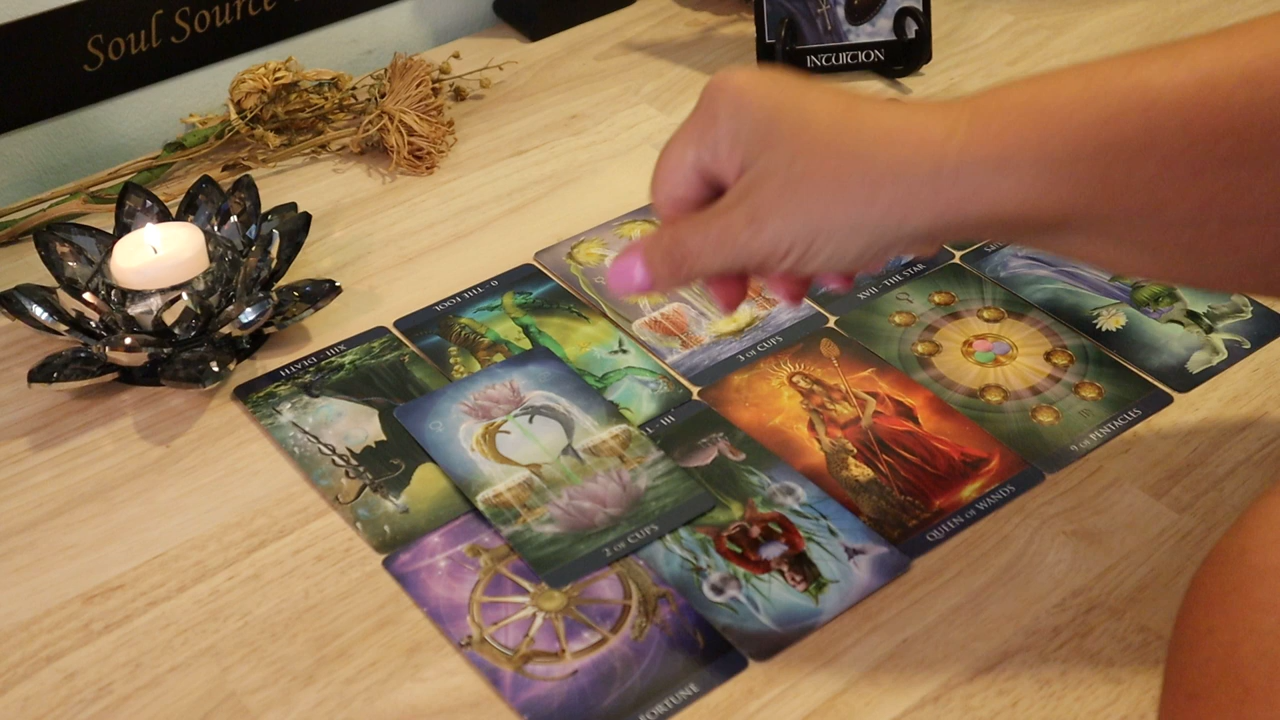 Soul Source
INTUITION
XVII - THE STAR
0 - THE FOOL
3 OF CUPS
XIII - DEATH
9 OF PENTACLES
QUEEN OF WANDS
2 OF CUPS
FORTUNE